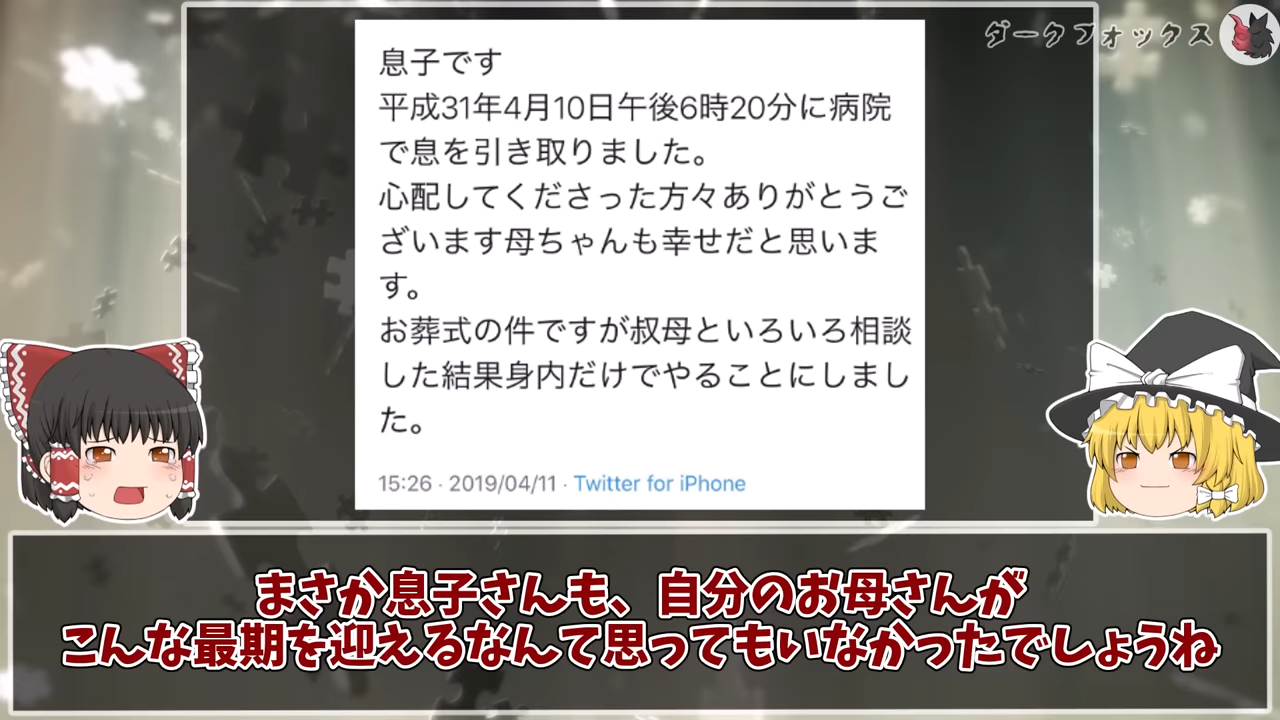 ダークフォックス
息子です
平成31年4月10日午後6時20分に病院
で息を引き取りました。
心配してくださった方々ありがとうご
ざいます母ちゃんも幸せだと思いま
す。
お葬式の件ですが叔母といろいろ相談
した結果身内だけでやることにしまし
た。
15:26 · 2019/04/11 · Twitter for iPhone
まさか息子さんも、自分のお母さんが
こんな最期を迎えるなんて思ってもいなかったでしょうね